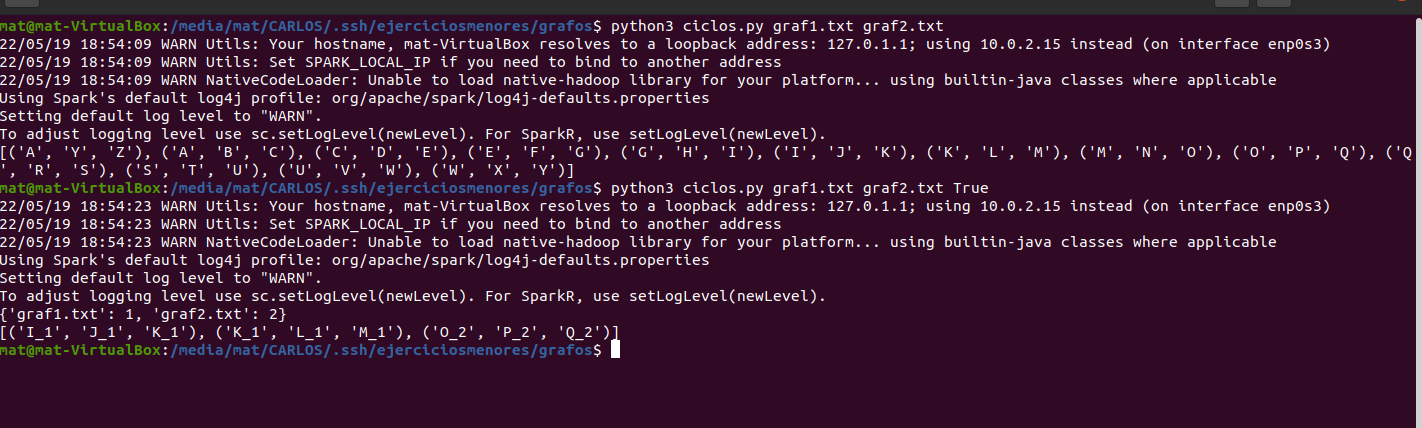 mat@mat-VirtualBox:/media/mat/CARLOS/.ssh/ejerciciosmenores/grafos$ python3 ciclos.py graf1.txt graf2.txt
22/05/19 18:54:09 WARN Utils: Your hostname, mat-VirtualBox resolves to a loopback address: 127.0.1.1; using 10.0.2.15 instead (on interface enp0s3)
22/05/19 18:54:09 WARN Utils: Set SPARK_LOCAL_IP if you need to bind to another address
22/05/19 18:54:09 WARN NativeCodeLoader: Unable to load native-hadoop library for your platform... using builtin-java classes where applicable
Using Spark's default log4j profile: org/apache/spark/log4j-defaults.properties
Setting default log level to "WARN".
To adjust logging level use sc.setLogLevel(newLevel). For SparkR, use setLogLevel(newLevel).
[('A', 'Y', 'Z'), ('A', 'B', 'C'), ('C', 'D', 'E'), ('E', 'F', 'G'), ('G', 'H', 'I'), ('I', 'J', 'K'), ('K', 'L', 'M'), ('M', 'N', 'O'), ('O', 'P', 'Q'), ('Q
', 'R', 'S'), ('S', 'T', 'U'), ('U', 'V', 'W'), ('W', 'X', 'Y')]
mat@mat-VirtualBox:/media/mat/CARLOS/.ssh/ejerciciosmenores/grafos$ python3 ciclos.py graf1.txt graf2.txt True
22/05/19 18:54:23 WARN Utils: Your hostname, mat-VirtualBox resolves to a loopback address: 127.0.1.1; using 10.0.2.15 instead (on interface enp0s3)
22/05/19 18:54:23 WARN Utils: Set SPARK_LOCAL_IP if you need to bind to another address
22/05/19 18:54:23 WARN NativeCodeLoader: Unable to load native-hadoop library for your platform... using builtin-java classes where applicable
Using Spark's default log4j profile: org/apache/spark/log4j-defaults.properties
Setting default log level to "WARN".
To adjust logging level use sc.setLogLevel(newLevel). For SparkR, use setLogLevel(newLevel).
{'graf1.txt': 1, 'graf2.txt': 2}
[('I_1', 'J_1', 'K_1'), ('K_1', 'L_1', 'M_1'), ('O_2', 'P_2', 'Q_2')]
mat@mat-VirtualBox:/media/mat/CARLOS/.ssh/ejerciciosmenores/grafos$